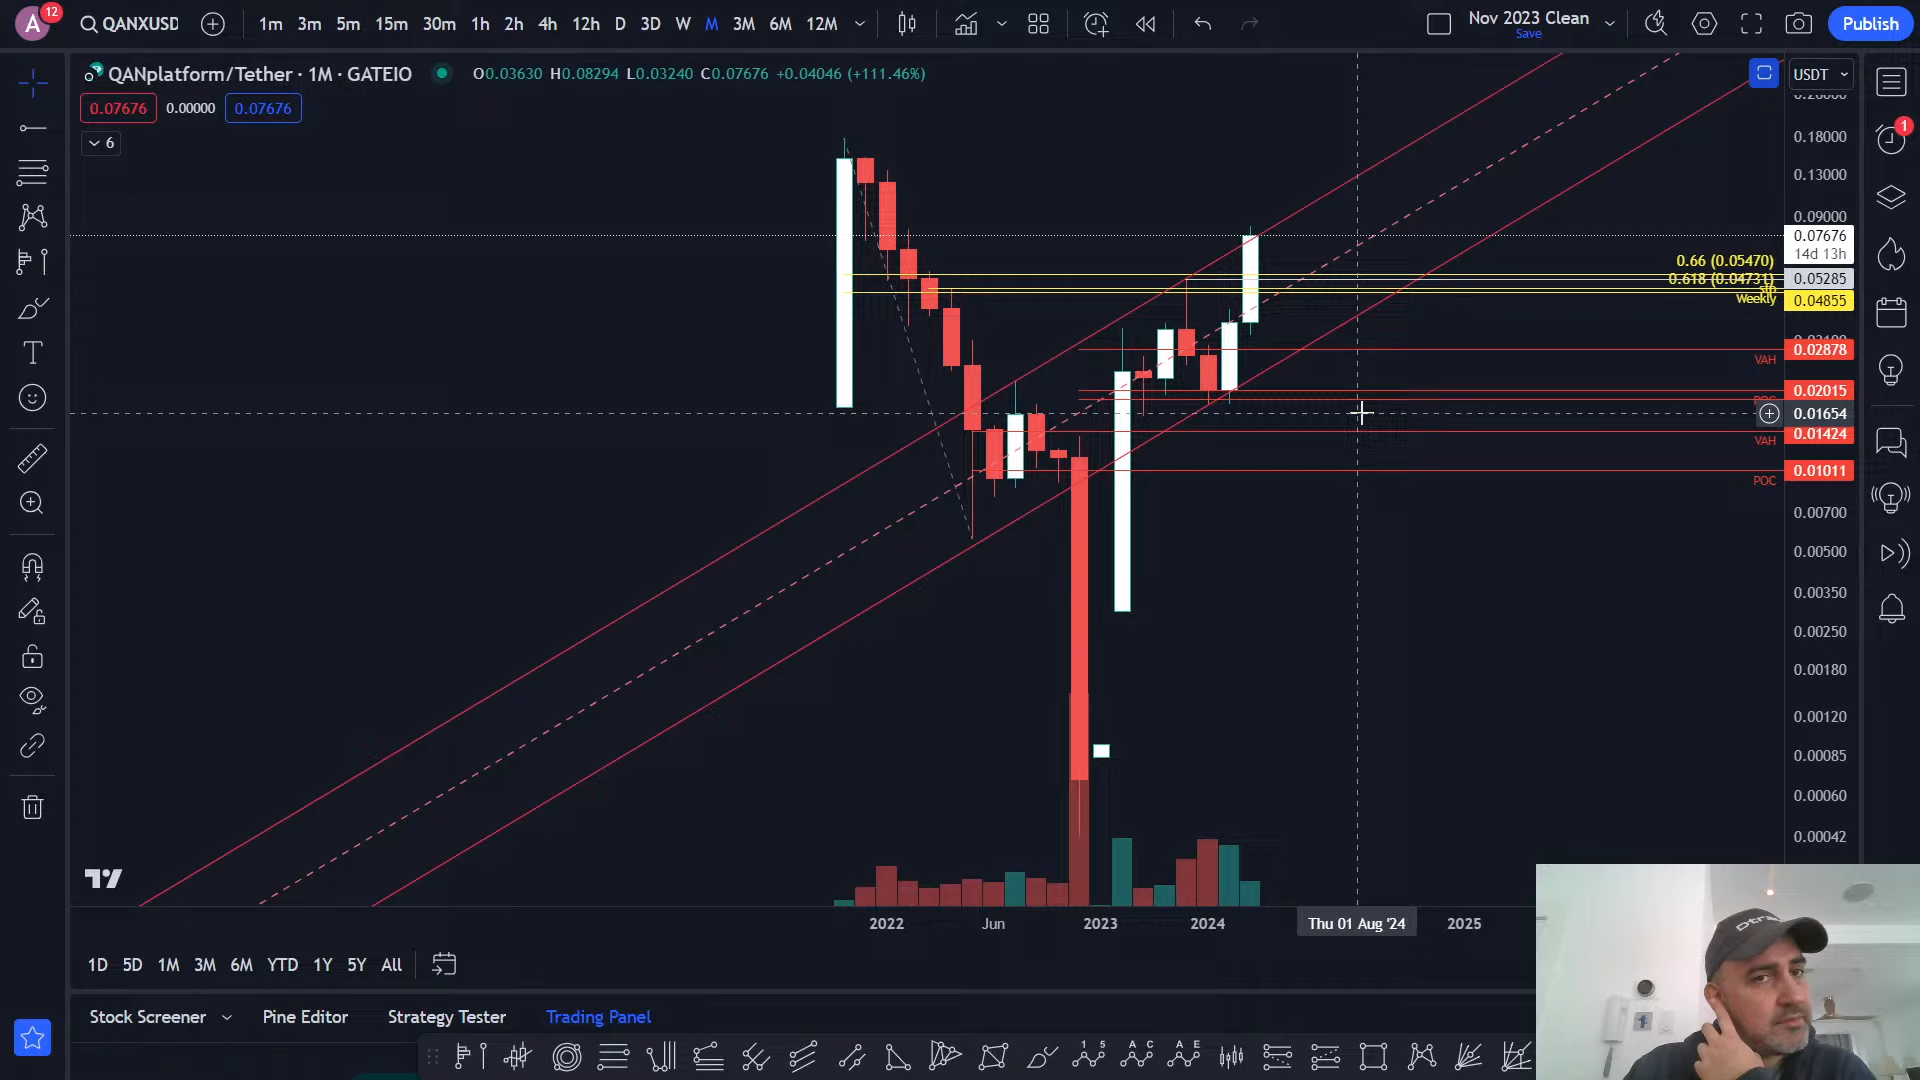 A
12
QANXUSD
1m 3m 5m 15m 30m 1h 2h 4h 12h D 3D W M 3M 6M 12M
Nov 2023 Clean
Save
Publish
QANplatform/Tether · 1M · GATEIO
O0.03630 H0.08294 L0.03240 C0.07676 +0.04046 (+111.46%)
USDT
0.07676 0.00000 0.07676
6
1
0.18000
0.13000
0.09000
0.07676
14d 13h
0.66 (0.05470)
0.618 (0.04731)
0.05285
Weekly
0.04855
0.02878
VAH
0.02015
0.01654
0.01424
VAH
0.01011
POC
0.00700
0.00500
0.00350
0.00250
0.00180
0.00120
0.00085
0.00060
0.00042
2022 Jun 2023 2024 Thu 01 Aug '24 2025
1D 5D 1M 3M 6M YTD 1Y 5Y All
Stock Screener Pine Editor Strategy Tester Trading Panel
1 5
A C
A E